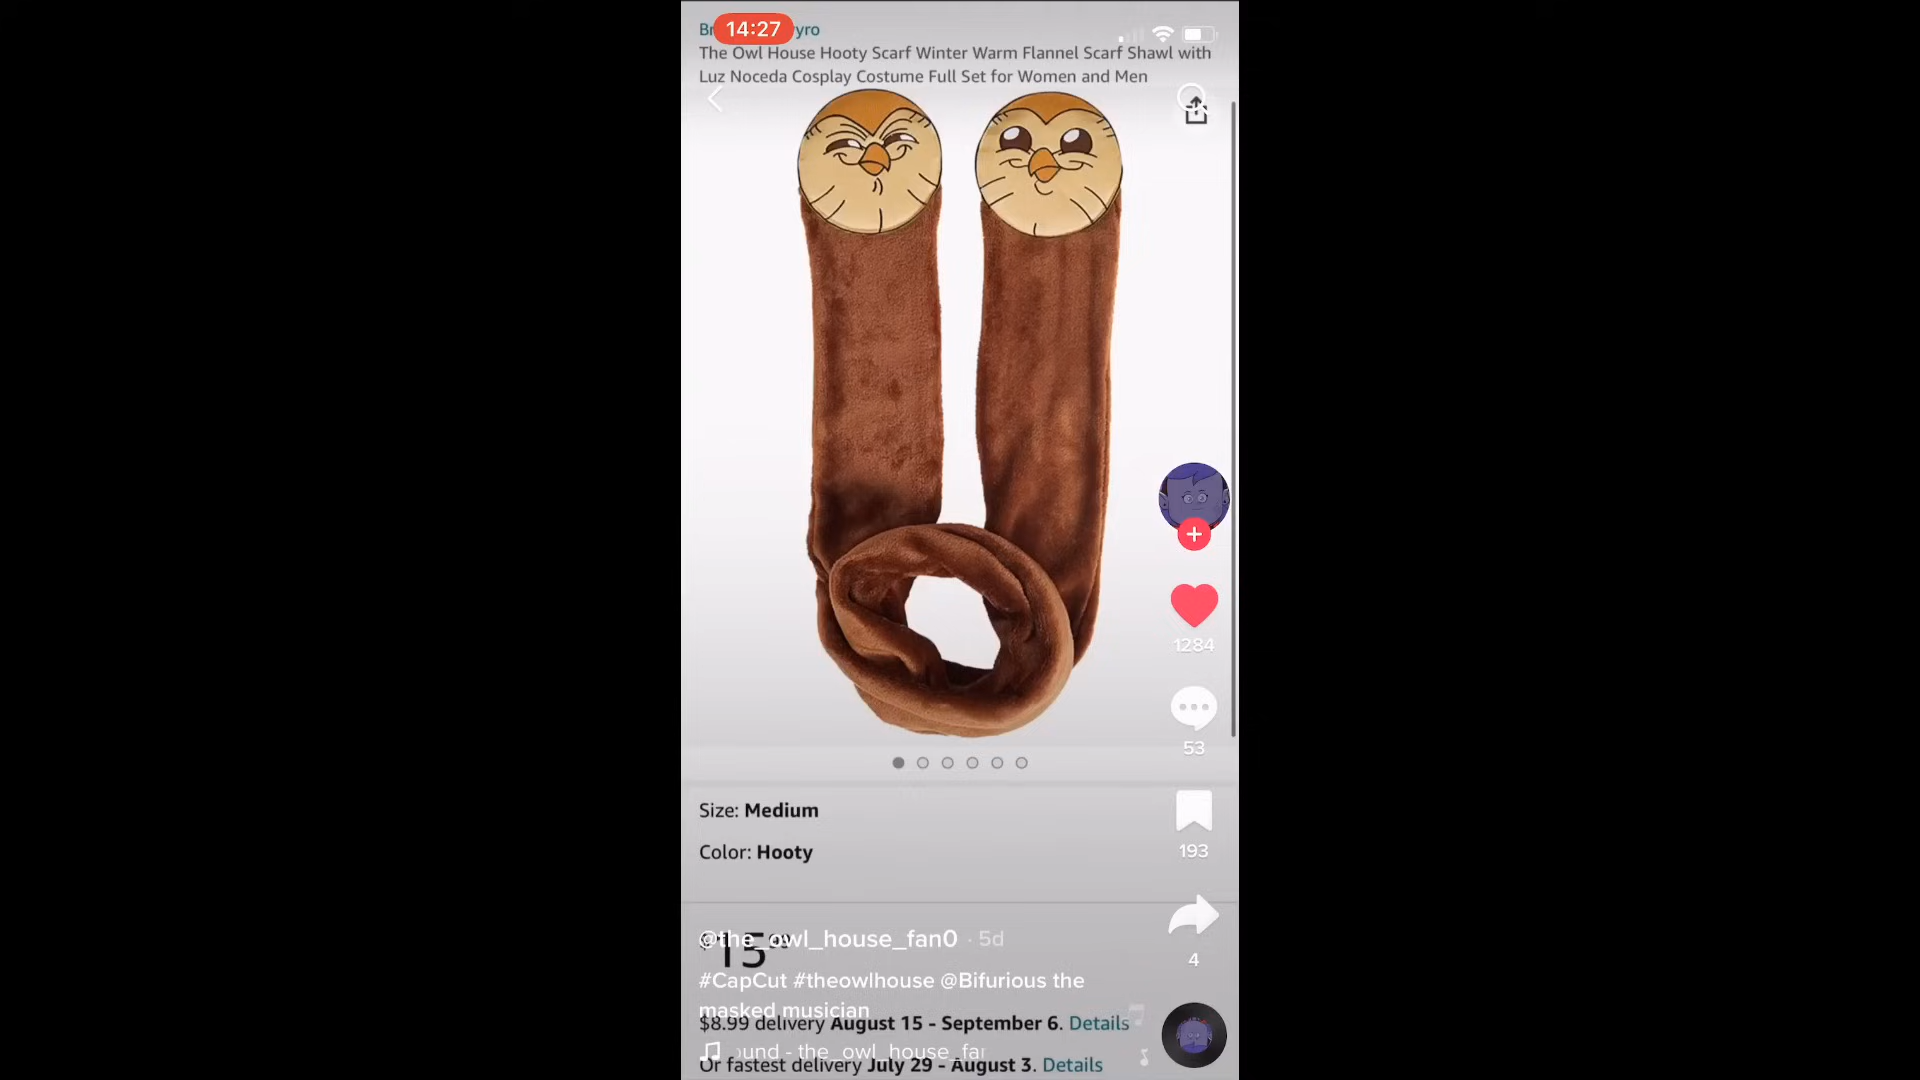 14:27
The Owl House Hooty Scarf Winter Warm Flannel Scarf Shawl with
Luz Noceda Cosplay Costume Full Set for Women and Men
1284
53
Size: Medium
193
Color: Hooty
@the_owl_house_fan0 · 5d
15
4
#CapCut #theowlhouse @Bifurious the
masked musician
$8.99 delivery August 15 - September 6. Details
the_owl_house_fan
Or fastest delivery July 29 - August 3. Details